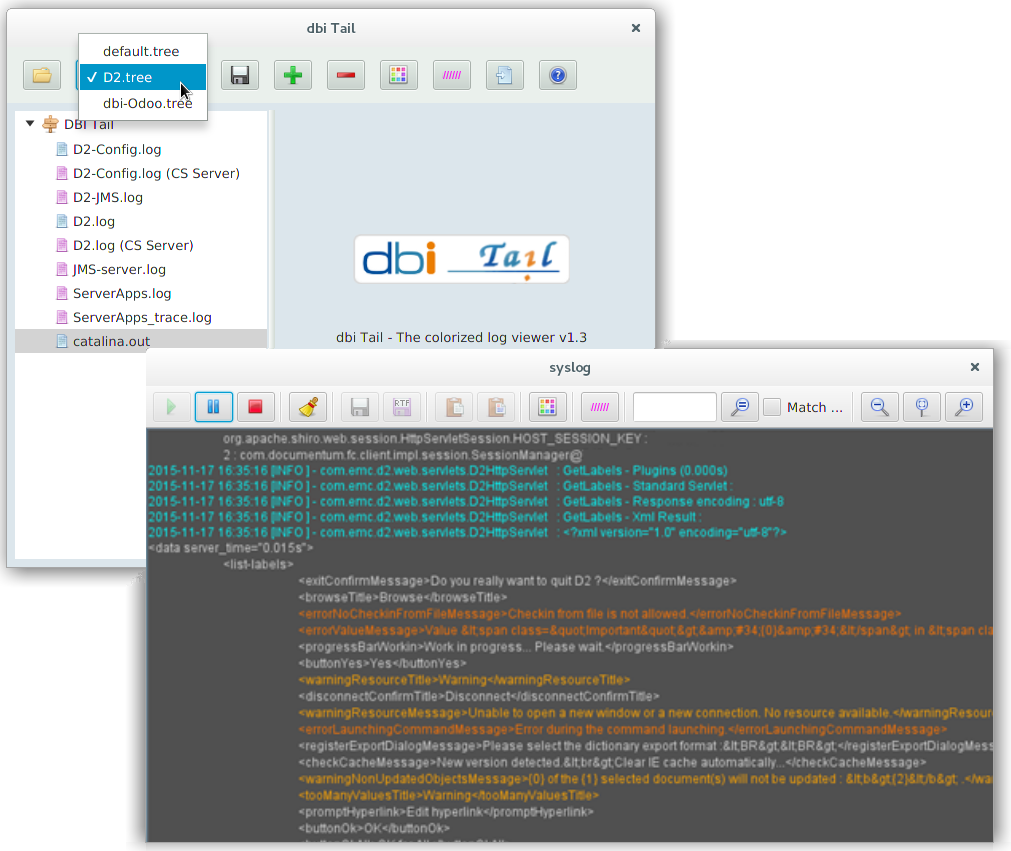 dbi Tail
default.tree
D2.tree
dbi-Odoo.tree
DBI Tail
D2-Config.log
D2-Config.log (CS Server)
D2-JMS.log
D2.log
D2.log (CS Server)
JMS-server.log
ServerApps.log
ServerApps_trace.log
catalina.out
dbi Tail
dbi Tail - The colorized log viewer v1.3
syslog
RTF
Match ...
org.apache.shiro.web.session.HttpServletSession.HOST_SESSION_KEY :
2 : com.documentum.fc.client.impl.session.SessionManager@
2015-11-17 16:35:16 [INFO ] - com.emc.d2.web.servlets.D2HttpServlet : GetLabels - Plugins (0.000s)
2015-11-17 16:35:16 [INFO ] - com.emc.d2.web.servlets.D2HttpServlet : GetLabels - Standard Servlet :
2015-11-17 16:35:16 [INFO ] - com.emc.d2.web.servlets.D2HttpServlet : GetLabels - Response encoding : utf-8
2015-11-17 16:35:16 [INFO ] - com.emc.d2.web.servlets.D2HttpServlet : GetLabels - Xml Result :
2015-11-17 16:35:16 [INFO ] - com.emc.d2.web.servlets.D2HttpServlet : <?xml version="1.0" encoding="utf-8"?>
<data server_time="0.015s">
<list-labels>
<exitConfirmMessage>Do you really want to quit D2 ?</exitConfirmMessage>
<browseTitle>Browse</browseTitle>
<errorNoCheckinFromFileMessage>Checkin from file is not allowed.</errorNoCheckinFromFileMessage>
<errorValueMessage>Value &lt;span class=&quot;Important&quot;&gt;&amp;#34;{0}&amp;#34;&lt;/span&gt; in &lt;span cla
<progressBarWorkin>Work in progress... Please wait.</progressBarWorkin>
<buttonYes>Yes</buttonYes>
<warningResourceTitle>Warning</warningResourceTitle>
<disconnectConfirmTitle>Disconnect</disconnectConfirmTitle>
<warningResourceMessage>Unable to open a new window or a new connection. No resource available.</warningResour
<errorLaunchingCommandMessage>Error during the command launching.</errorLaunchingCommandMessage>
<registerExportDialogMessage>Please select the dictionary export format :&lt;BR&gt;&lt;BR&gt;</registerExportDialogMess
<checkCacheMessage>New version detected.&lt;br&gt;Clear IE cache automatically...</checkCacheMessage>
<warningNonUpdatedObjectsMessage>{0} of the {1} selected document(s) will not be updated : &lt;b&gt;{2}&lt;/b&gt; .</wa
<tooManyValuesTitle>Warning</tooManyValuesTitle>
<promptHyperlink>Edit hyperlink</promptHyperlink>
<buttonOk>OK</buttonOk>